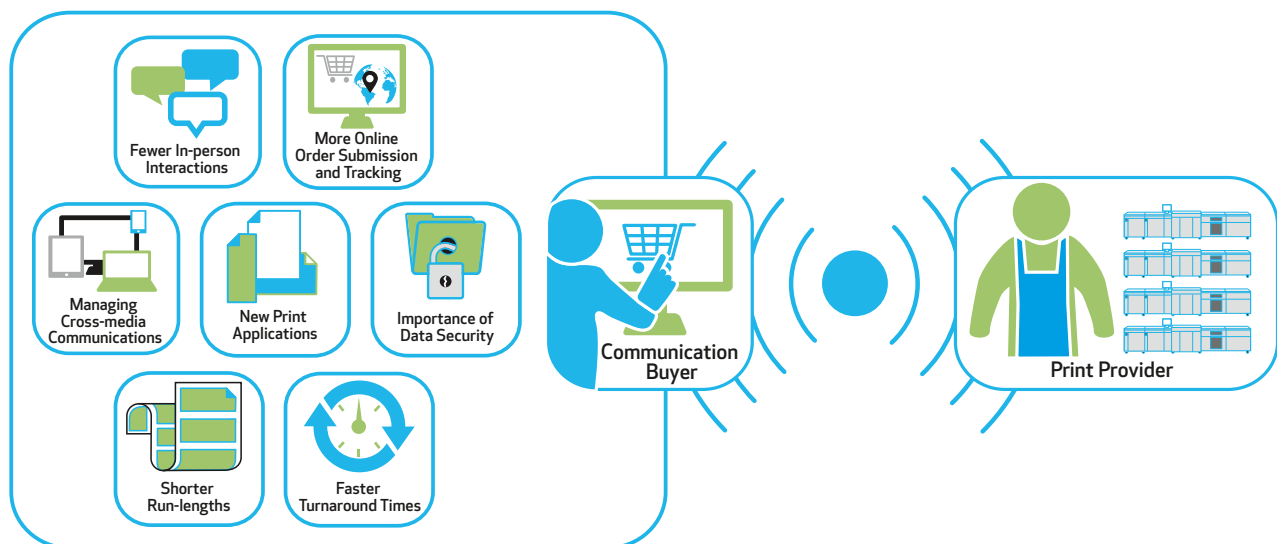 Fewer In-person
Interactions
More Online
Order Submission
and Tracking
Managing
Cross-media
Communications
New Print
Applications
Importance of
Data Security
Shorter
Run-lengths
Faster
Turnaround Times
Communication
Buyer
Print Provider